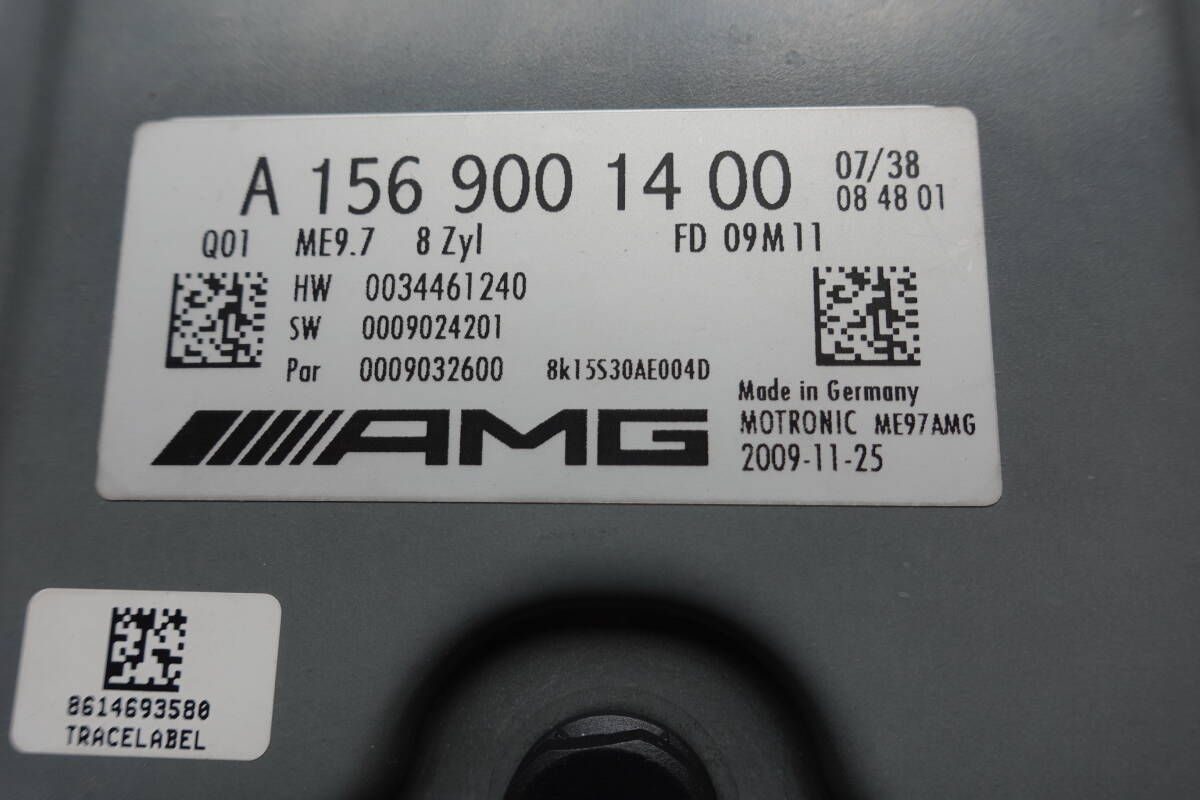 A 156 900 14 00 07/38
08 48 01
Q01 ME9.7 8 Zyl FD 09M11
HW 0034461240
SW 0009024201
Par 0009032600 8k15S30AE004D
Made in Germany
AMG MOTRONIC ME97AMG
2009-11-25
8614693580
TRACELABEL